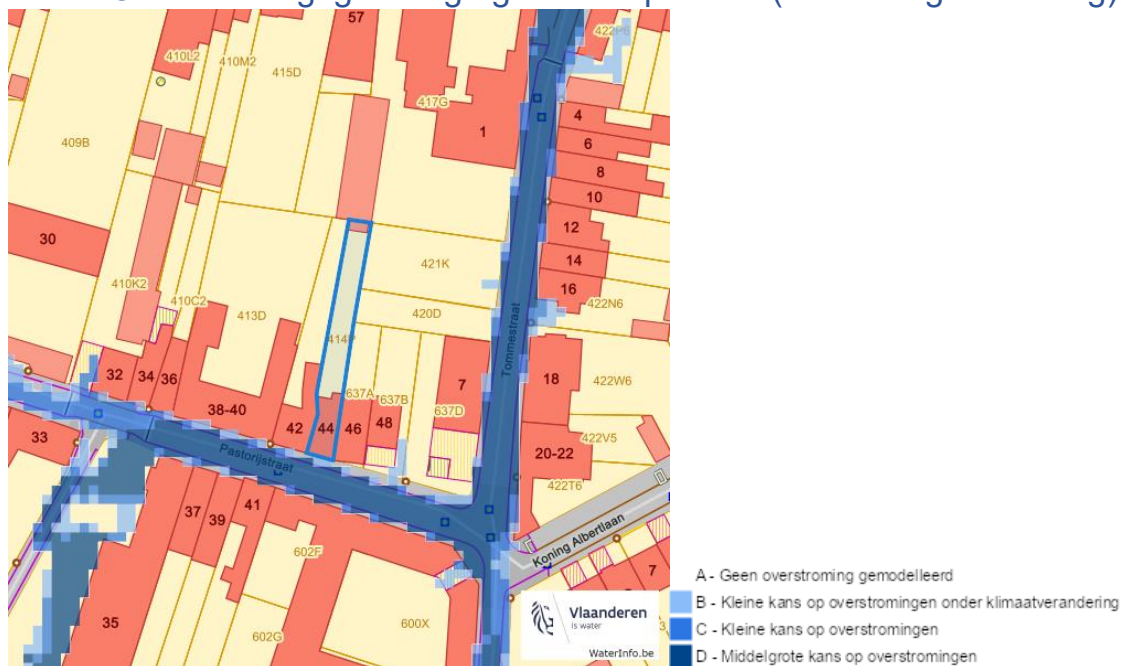 57
422P6
410L2
410M2
415D
417G
4
1
6
409B
8
10
12
30
421K
14
16
410K2
410C2
413D
420D
422N6
Tommestraat
32
34
36
7
18
422W6
637A
637B
637D
38-40
33
42
44
46
48
422V5
Pastorijstraat
20-22
422T6
37
39
41
Koning Albertlaan
602F
7
35
602G
600X
Vlaanderen
is water
WaterInfo.be
A - Geen overstroming gemodelleerd
B - Kleine kans op overstromingen onder klimaatverandering
C - Kleine kans op overstromingen
D - Middelgrote kans op overstromingen